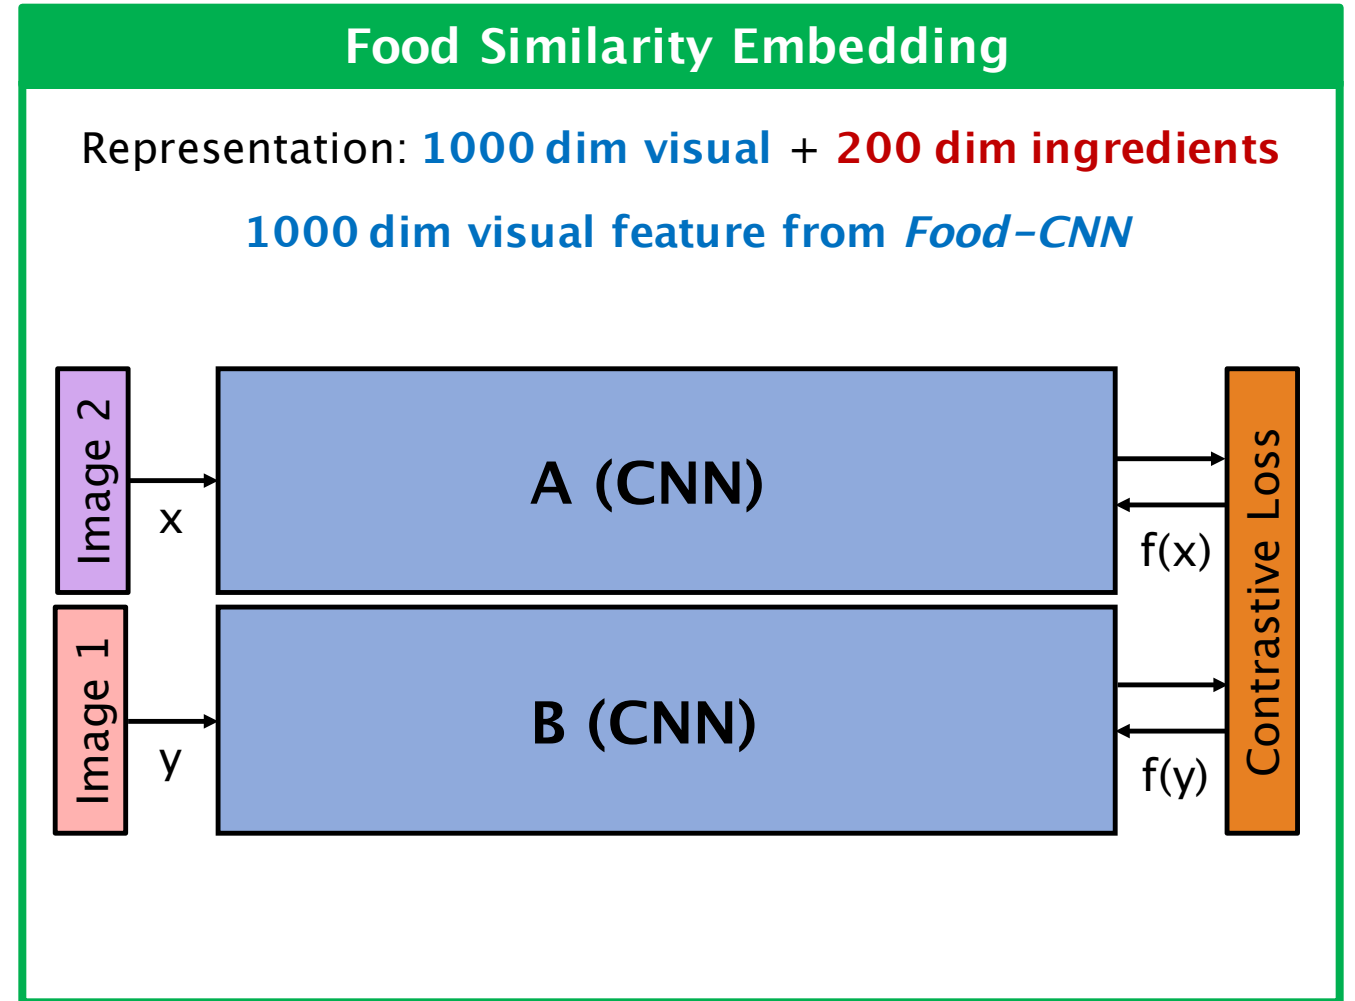 Food Similarity Embedding
Representation: 1000 dim visual + 200 dim ingredients
1000 dim visual feature from Food-CNN
Image 2
x
A (CNN)
f(x)
Image 1
y
B (CNN)
f(y)
Contrastive Loss